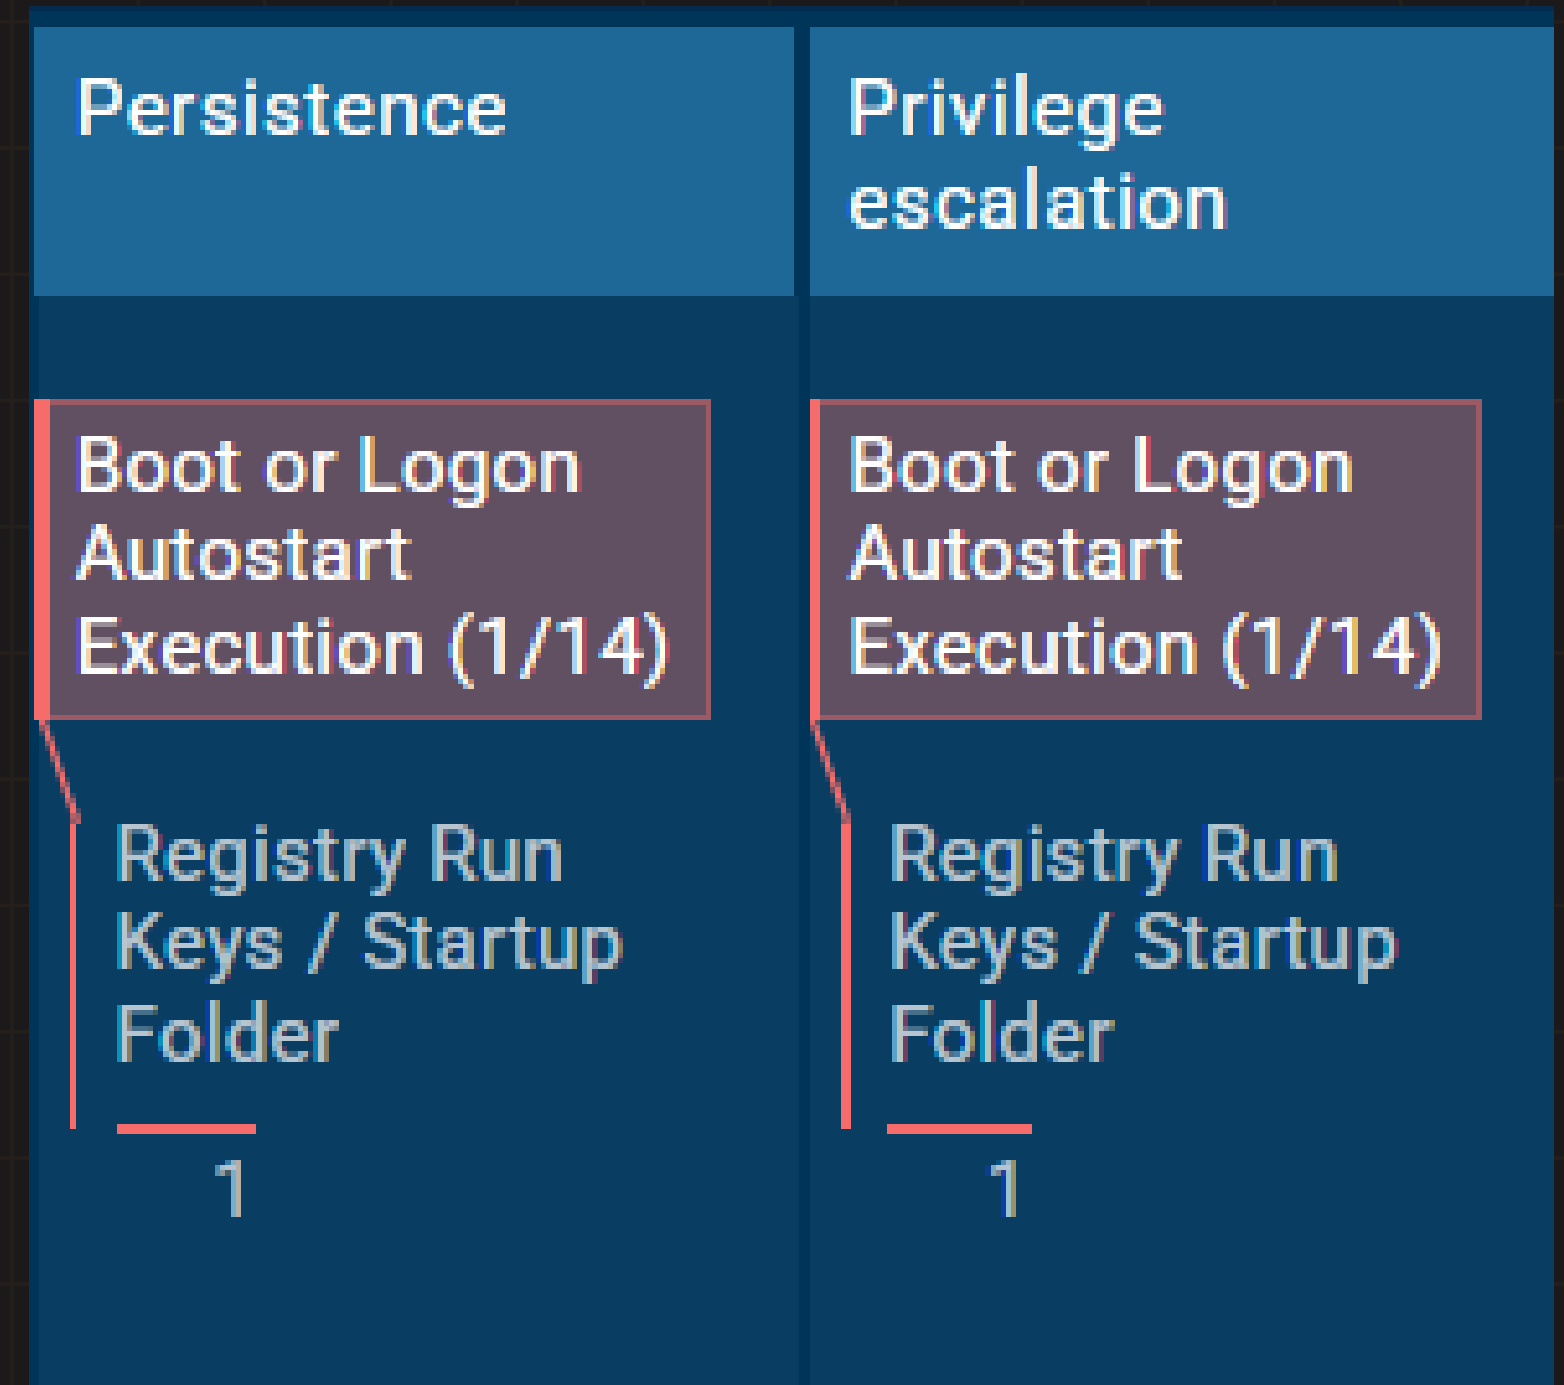 Persistence
Boot or Logon
Autostart
Execution (1/14)
Registry Run
Keys / Startup
Folder
1
Privilege
escalation
Boot or Logon
Autostart
Execution (1/14)
Registry Run
Keys / Startup
Folder
1